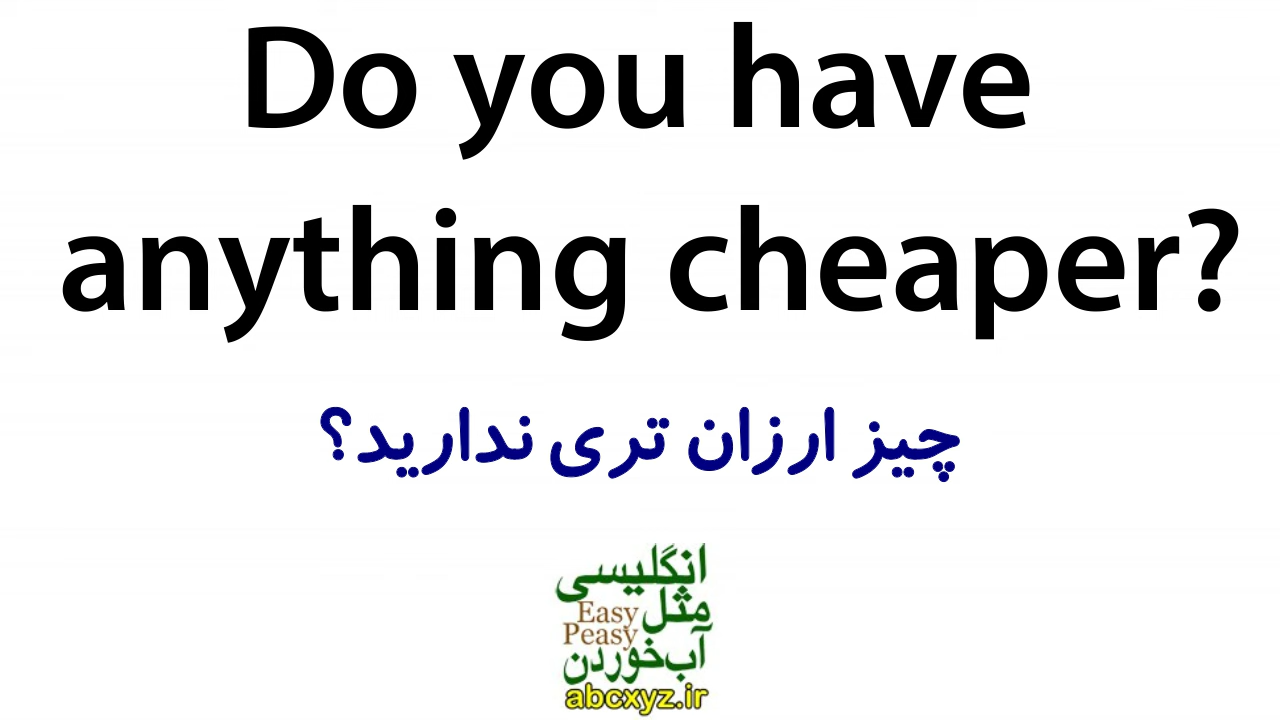 Do you have
anything cheaper?
چیز ارزان تری ندارید؟
انگلیسی
مثل
Easy
Peasy
آب‌خوردن
abcxyz.ir